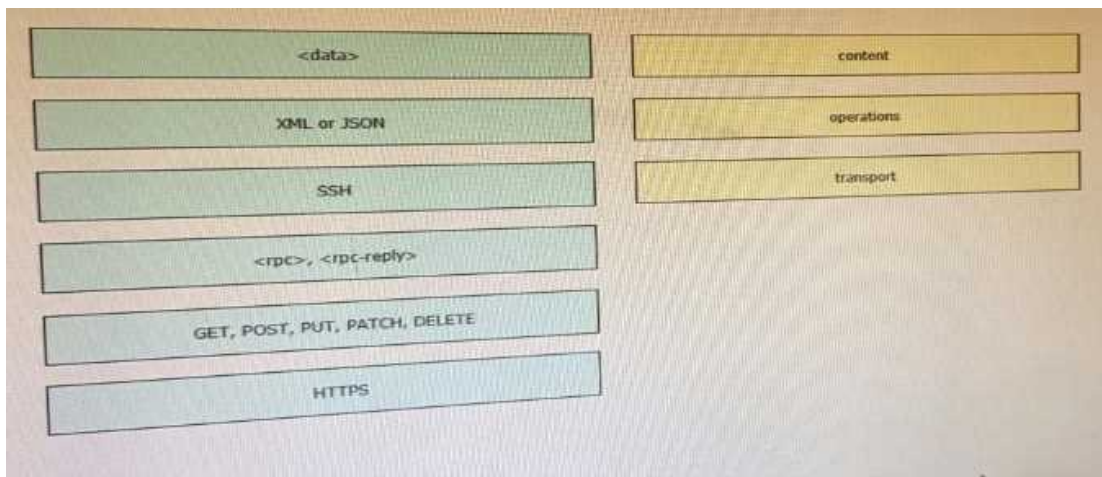 <data>
XML or JSON
SSH
<rpc>, <rpc-reply>
GET, POST, PUT, PATCH, DELETE
HTTPS
content
operations
transport